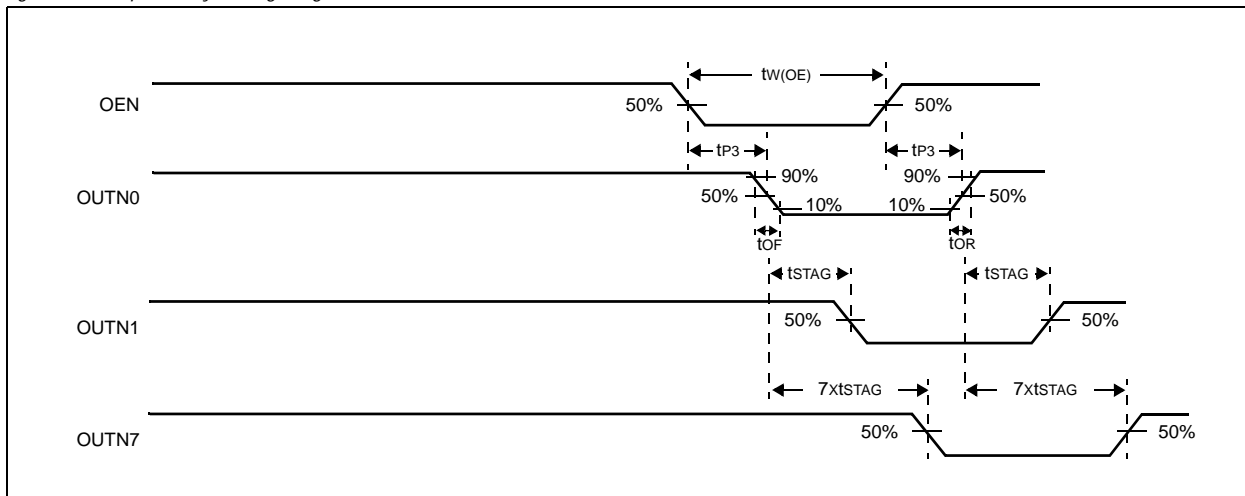 tW(OE)
OEN
50%
50%
tP3
tP3
90%
90%
OUTN0
50%
10%
10%
50%
tOF
tOR
tSTAG
tSTAG
OUTN1
50%
50%
7XtSTAG
7XtSTAG
OUTN7
50%
50%